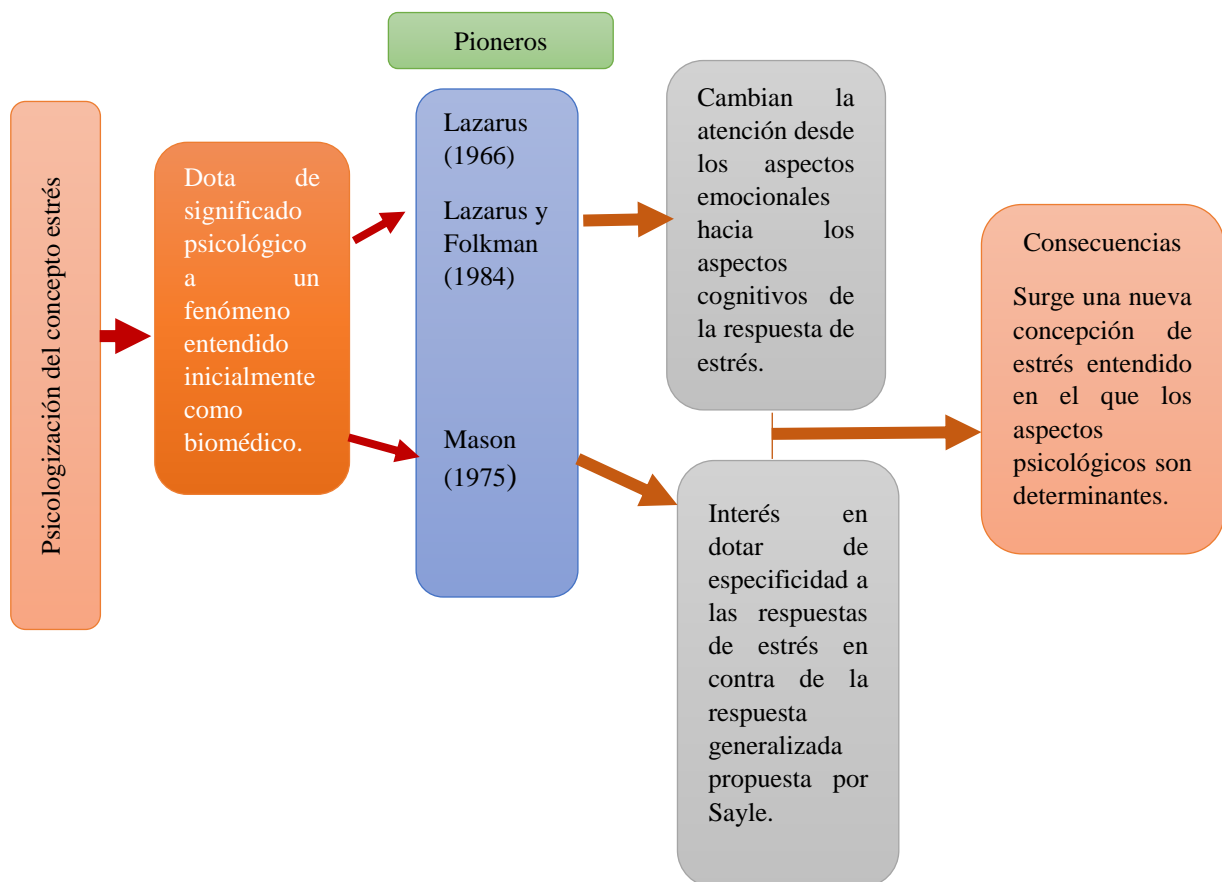 Pioneros
Psicologización del concepto estrés
Dota de
significado
psicológico
a un
fenómeno
entendido
inicialmente
como
biomédico.
Lazarus
(1966)
Lazarus y
Folkman
(1984)
Mason
(1975)
Cambian la
atención desde
los aspectos
emocionales
hacia los
aspectos
cognitivos de
la respuesta de
estrés.
Interés en
dotar de
especificidad a
las respuestas
de estrés en
contra de la
respuesta
generalizada
propuesta por
Sayle.
Consecuencias
Surge una nueva
concepción de
estrés entendido
en el que los
aspectos
psicológicos son
determinantes.